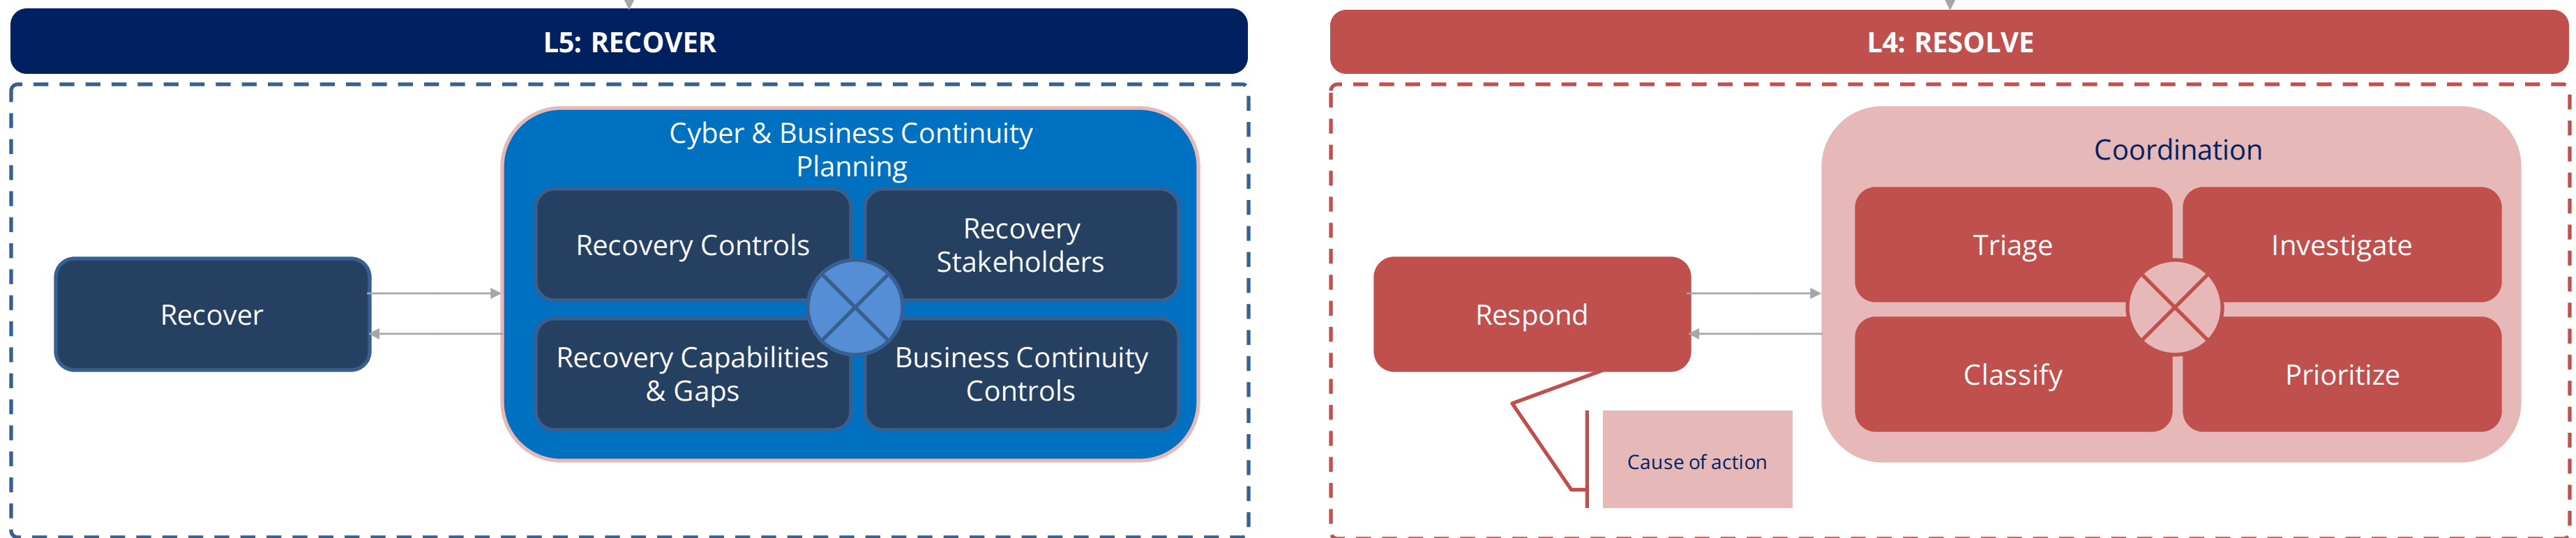 L5: RECOVER
Cyber & Business Continuity
Planning
Recovery Controls
Recovery
Stakeholders
Recover
Recovery Capabilities
& Gaps
Business Continuity
Controls
L4: RESOLVE
Coordination
Triage
Investigate
Respond
Classify
Prioritize
Cause of action